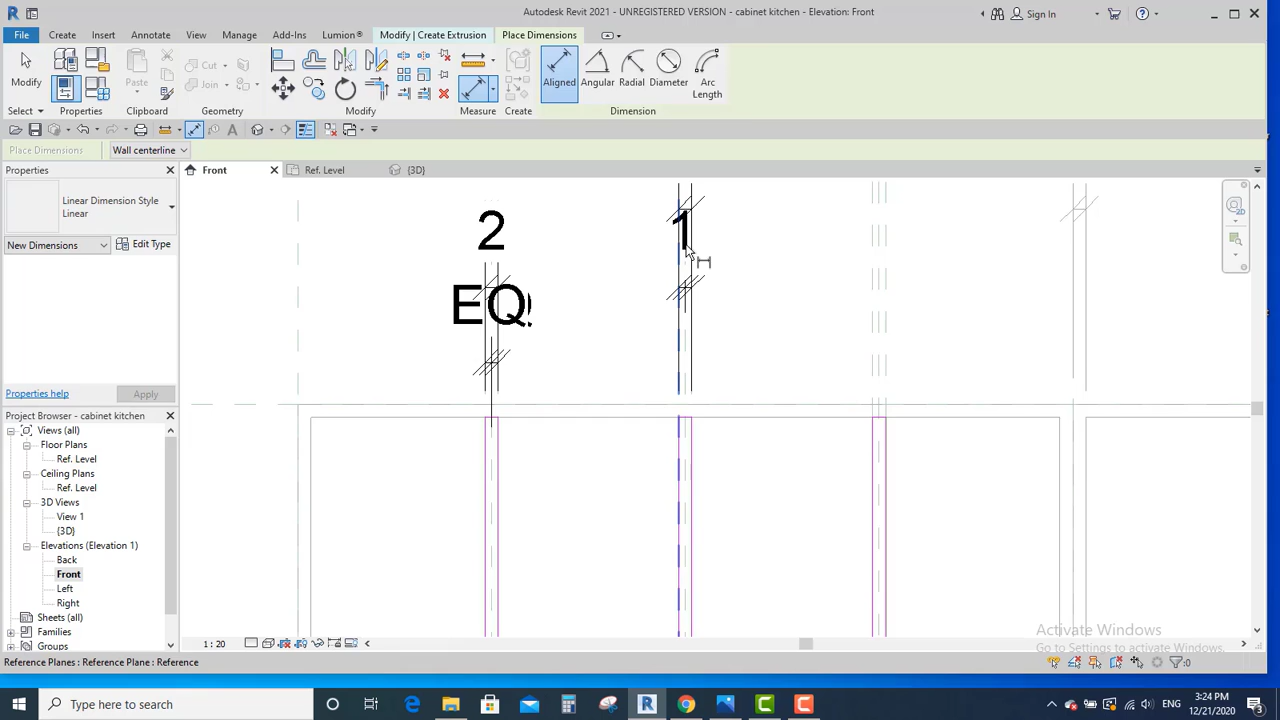 Autodesk Revit 2021 - UNREGISTERED VERSION - cabinet kitchen - Elevation: Front
Sign In
File Create Insert Annotate View Manage Add-Ins Lumion® Modify | Create Extrusion Place Dimensions
Modify
Paste
Cut
Join
Aligned Angular Radial Diameter Arc Length
Select Properties Clipboard Geometry Modify Measure Create Dimension
Place Dimensions Wall centerline
Properties
Front Ref. Level {3D}
Linear Dimension Style
Linear
New Dimensions Edit Type
2 1
EQ
Properties help Apply
Project Browser - cabinet kitchen
Views (all)
Floor Plans
Ref. Level
Ceiling Plans
Ref. Level
3D Views
View 1
{3D}
Elevations (Elevation 1)
Back
Front
Left
Right
Sheets (all)
Families
Groups
1 : 20
Activate Windows
Go to Settings to activate Windows.
Reference Planes : Reference Plane : Reference
:0
Type here to search
3:24 PM
12/21/2020
3